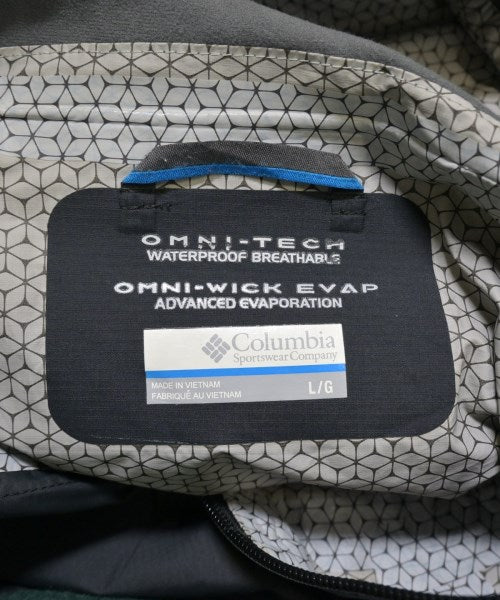 OMNI-TECH
WATERPROOF BREATHABLE
OMNI-WICK EVAP
ADVANCED EVAPORATION
Columbia
Sportswear Company
MADE IN VIETNAM
FABRIQUÉ AU VIETNAM
L/G